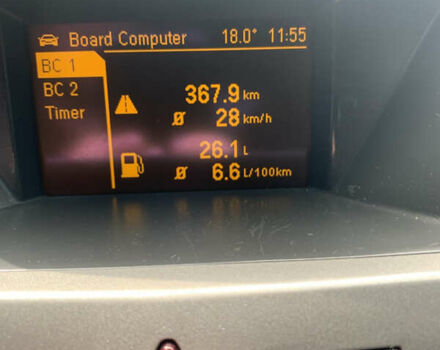 Board Computer 18.0° 11:55
BC 1
367.9 km
BC 2
Ø 28 km/h
Timer
26.1 L
Ø 6.6 L/100km